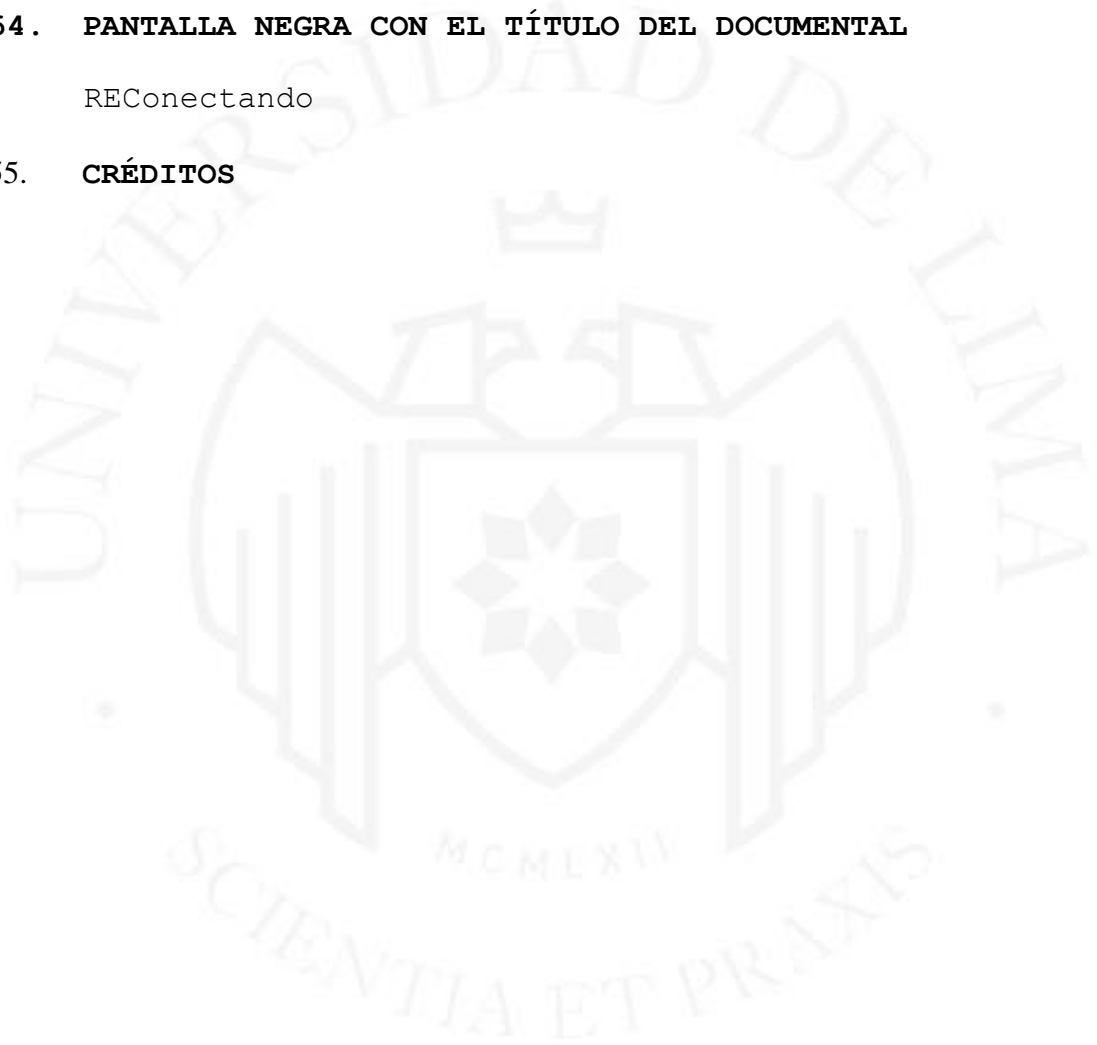 54. PANTALLA NEGRA CON EL TÍTULO DEL DOCUMENTAL
REConectando
55. CRÉDITOS
UNIVERSIDAD DE LIMA
MCMLXII
SCIENTIA ET PRAXIS